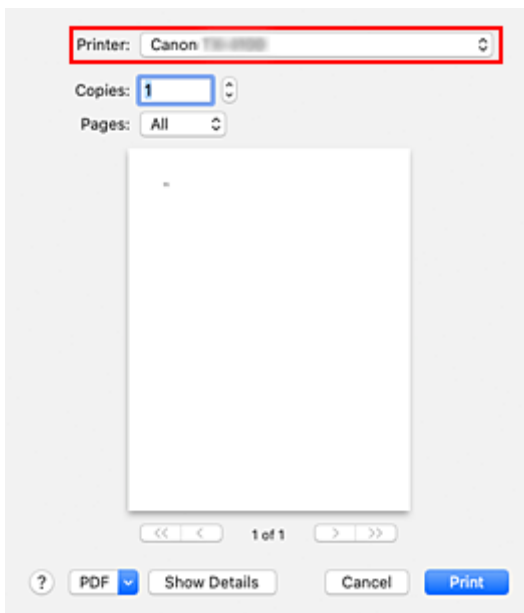 Printer: Canon
Copies: 1
Pages: All
<< < 1 of 1 > >>
? PDF Show Details Cancel Print